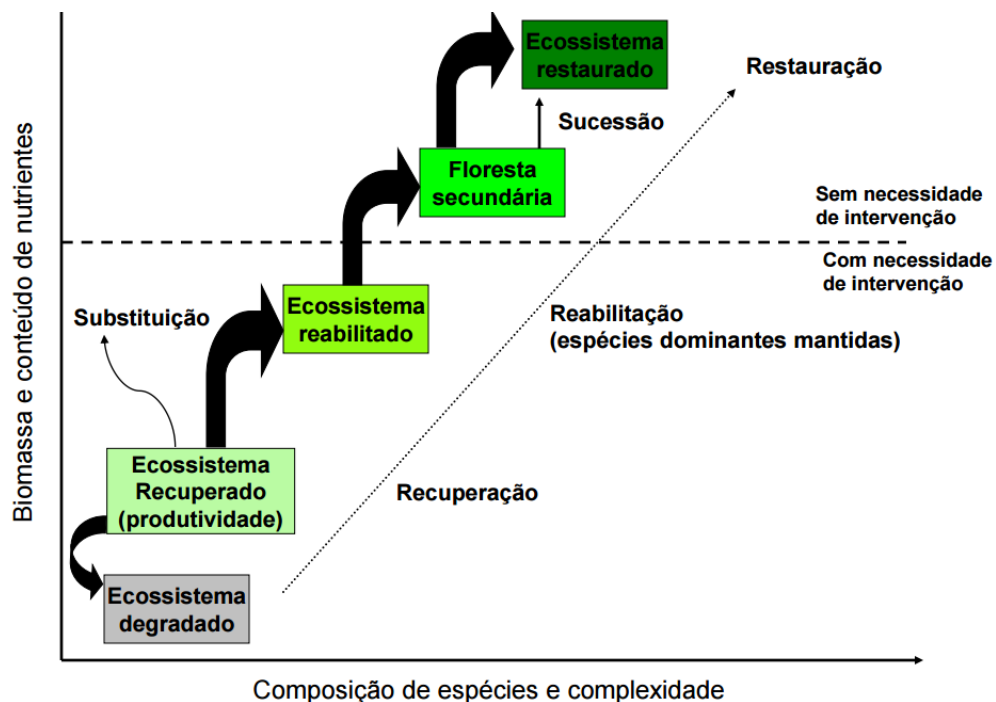 Ecossistema
restaurado
Restauração
Sucessão
Floresta
secundária
Sem necessidade
de intervenção
Com necessidade
de intervenção
Ecossistema
reabilitado
Substituição
Reabilitação
(espécies dominantes mantidas)
Ecossistema
Recuperado
(produtividade)
Recuperação
Ecossistema
degradado
Biomassa e conteúdo de nutrientes
Composição de espécies e complexidade